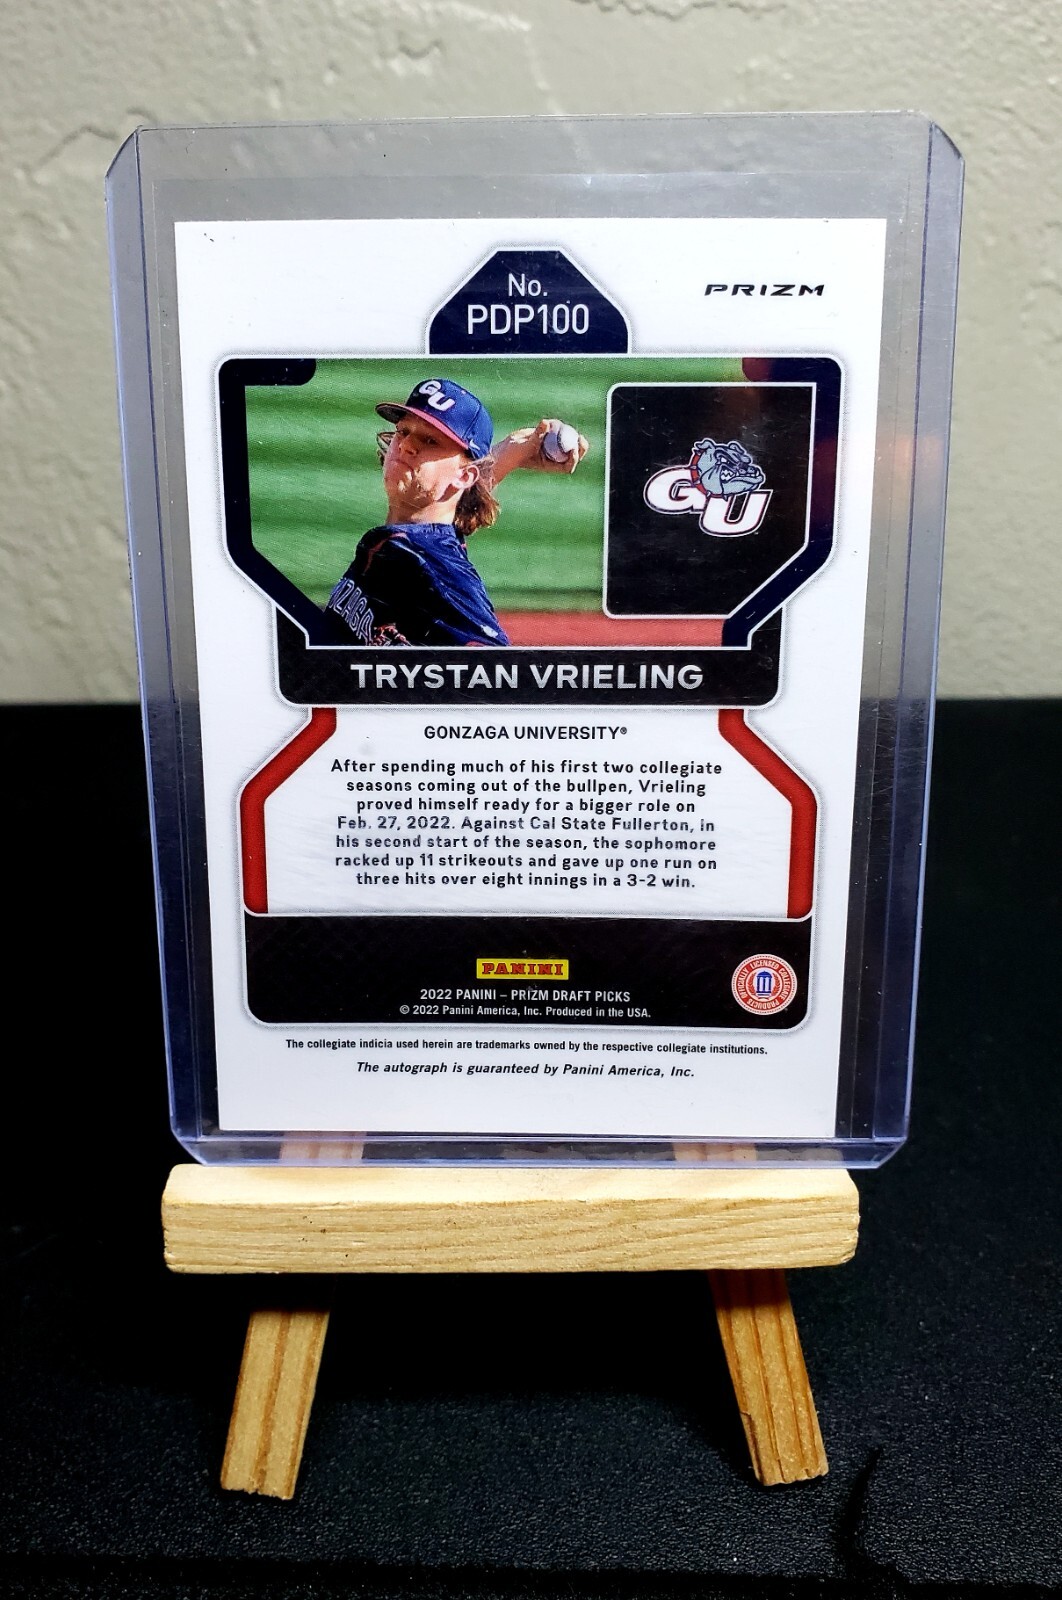 No.
PDP100
PRIZM
GU
GU
TRYSTAN VRIELING
GONZAGA UNIVERSITY®
After spending much of his first two collegiate
seasons coming out of the bullpen, Vrieling
proved himself ready for a bigger role on
Feb. 27, 2022. Against Cal State Fullerton, in
his second start of the season, the sophomore
racked up 11 strikeouts and gave up one run on
three hits over eight innings in a 3-2 win.
PANINI
2022 PANINI – PRIZM DRAFT PICKS
© 2022 Panini America, Inc. Produced in the USA.
OFFICIALLY LICENSED COLLEGIATE PRODUCTS
The collegiate indicia used herein are trademarks owned by the respective collegiate institutions.
The autograph is guaranteed by Panini America, Inc.